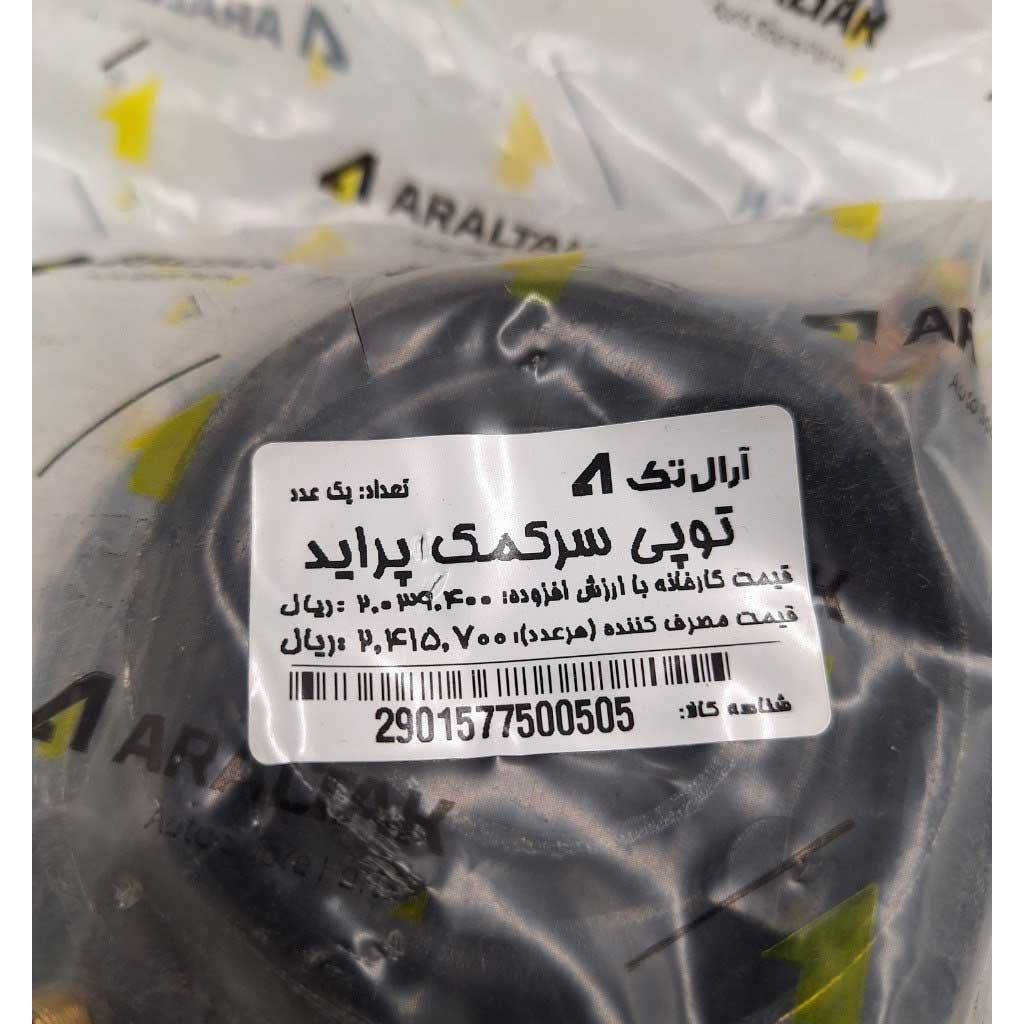 ARALTAK
آرال تک
تعداد: یک عدد
توپی سرکمک پراید
قیمت کارخانه با ارزش افزوده: ۲.۰۳۹.۴۰۰ :ریال
قیمت مصرف کننده (هرعدد): ۲,۴۱۵,۷۰۰ :ریال
شناسه کالا: 2901577500505
ARALTAK